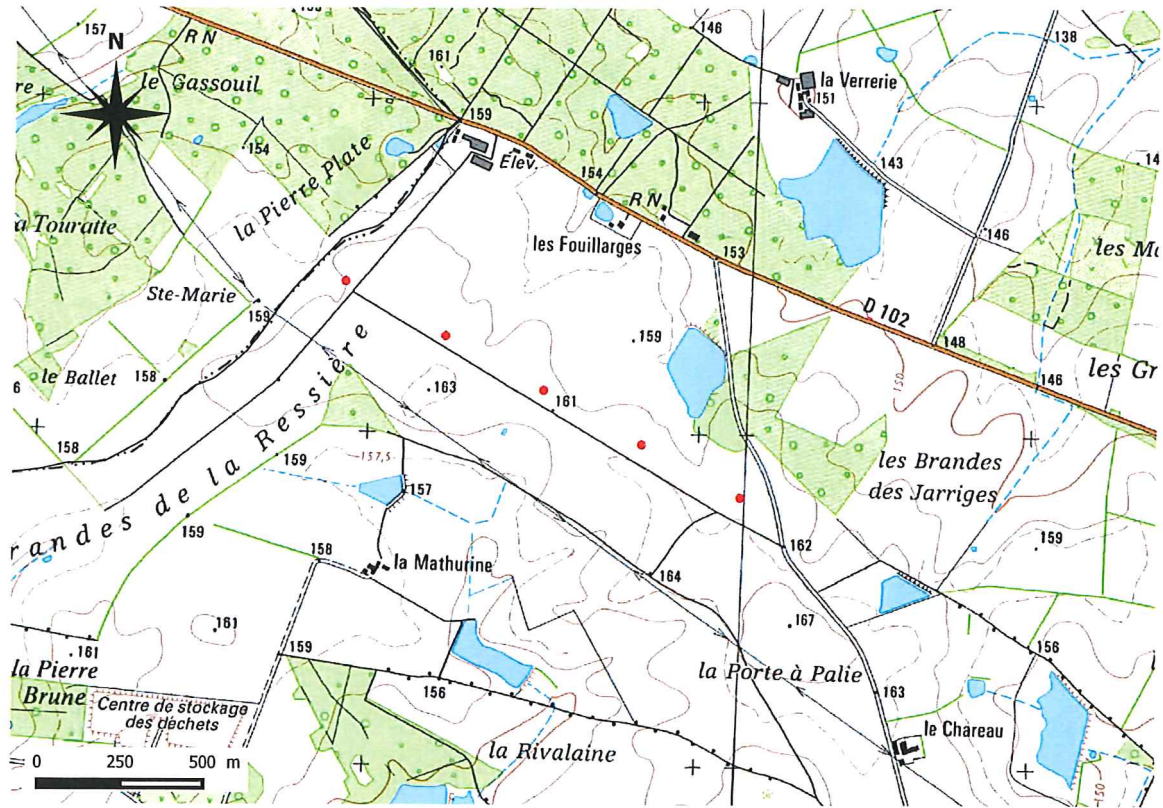 157
146
138
N
R N
161
le Gassouil
la Verrerie
151
159
154
la Pierre Plate
Elev.
143
154
R N
a Touratte
les Fouillarges
153
146
les Ma
Ste-Marie
159
D 102
159
148
les Gr
le Ballet
158
163
150
146
161
158
159
157,5
157
les Brandes
des Jarriges
randes de la Ressière
159
158
la Mathurine
162
159
164
161
167
161
159
156
la Pierre
Brune
156
la Porte à Palie
163
Centre de stockage
des déchets
la Rivalaine
le Chareau
0 250 500 m
150